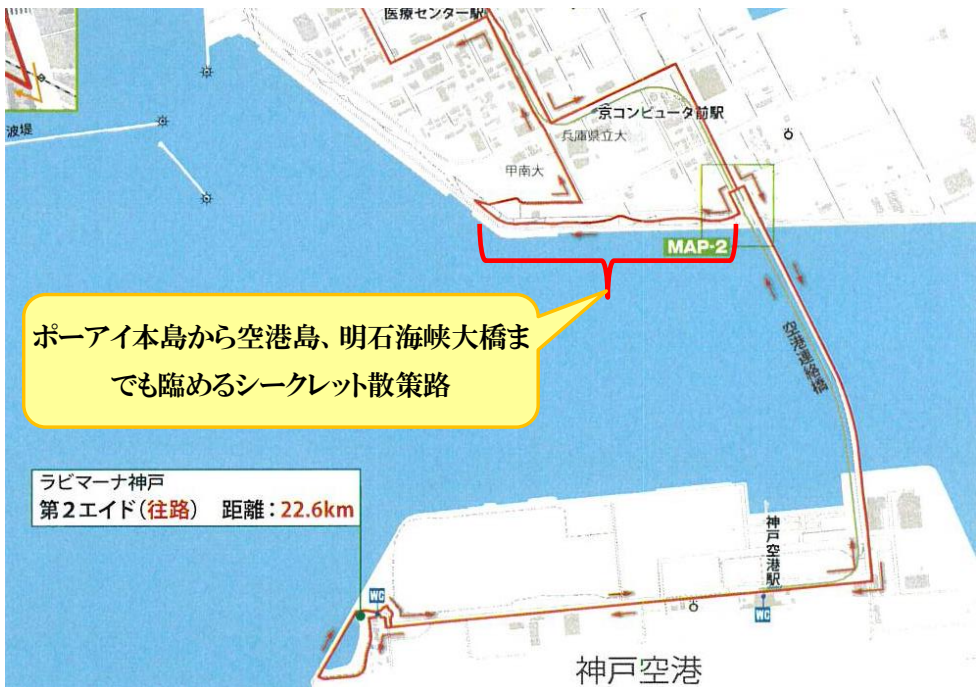 医療センター駅
波堤
京コンピュータ前駅
兵庫県立大
甲南大
MAP-2
ポーアイ本島から空港島、明石海峡大橋ま
でも臨めるシークレット散策路
空港連絡橋
ラビマーナ神戸
第2エイド(往路) 距離:22.6km
神戸空港駅
WC
WC
神戸空港